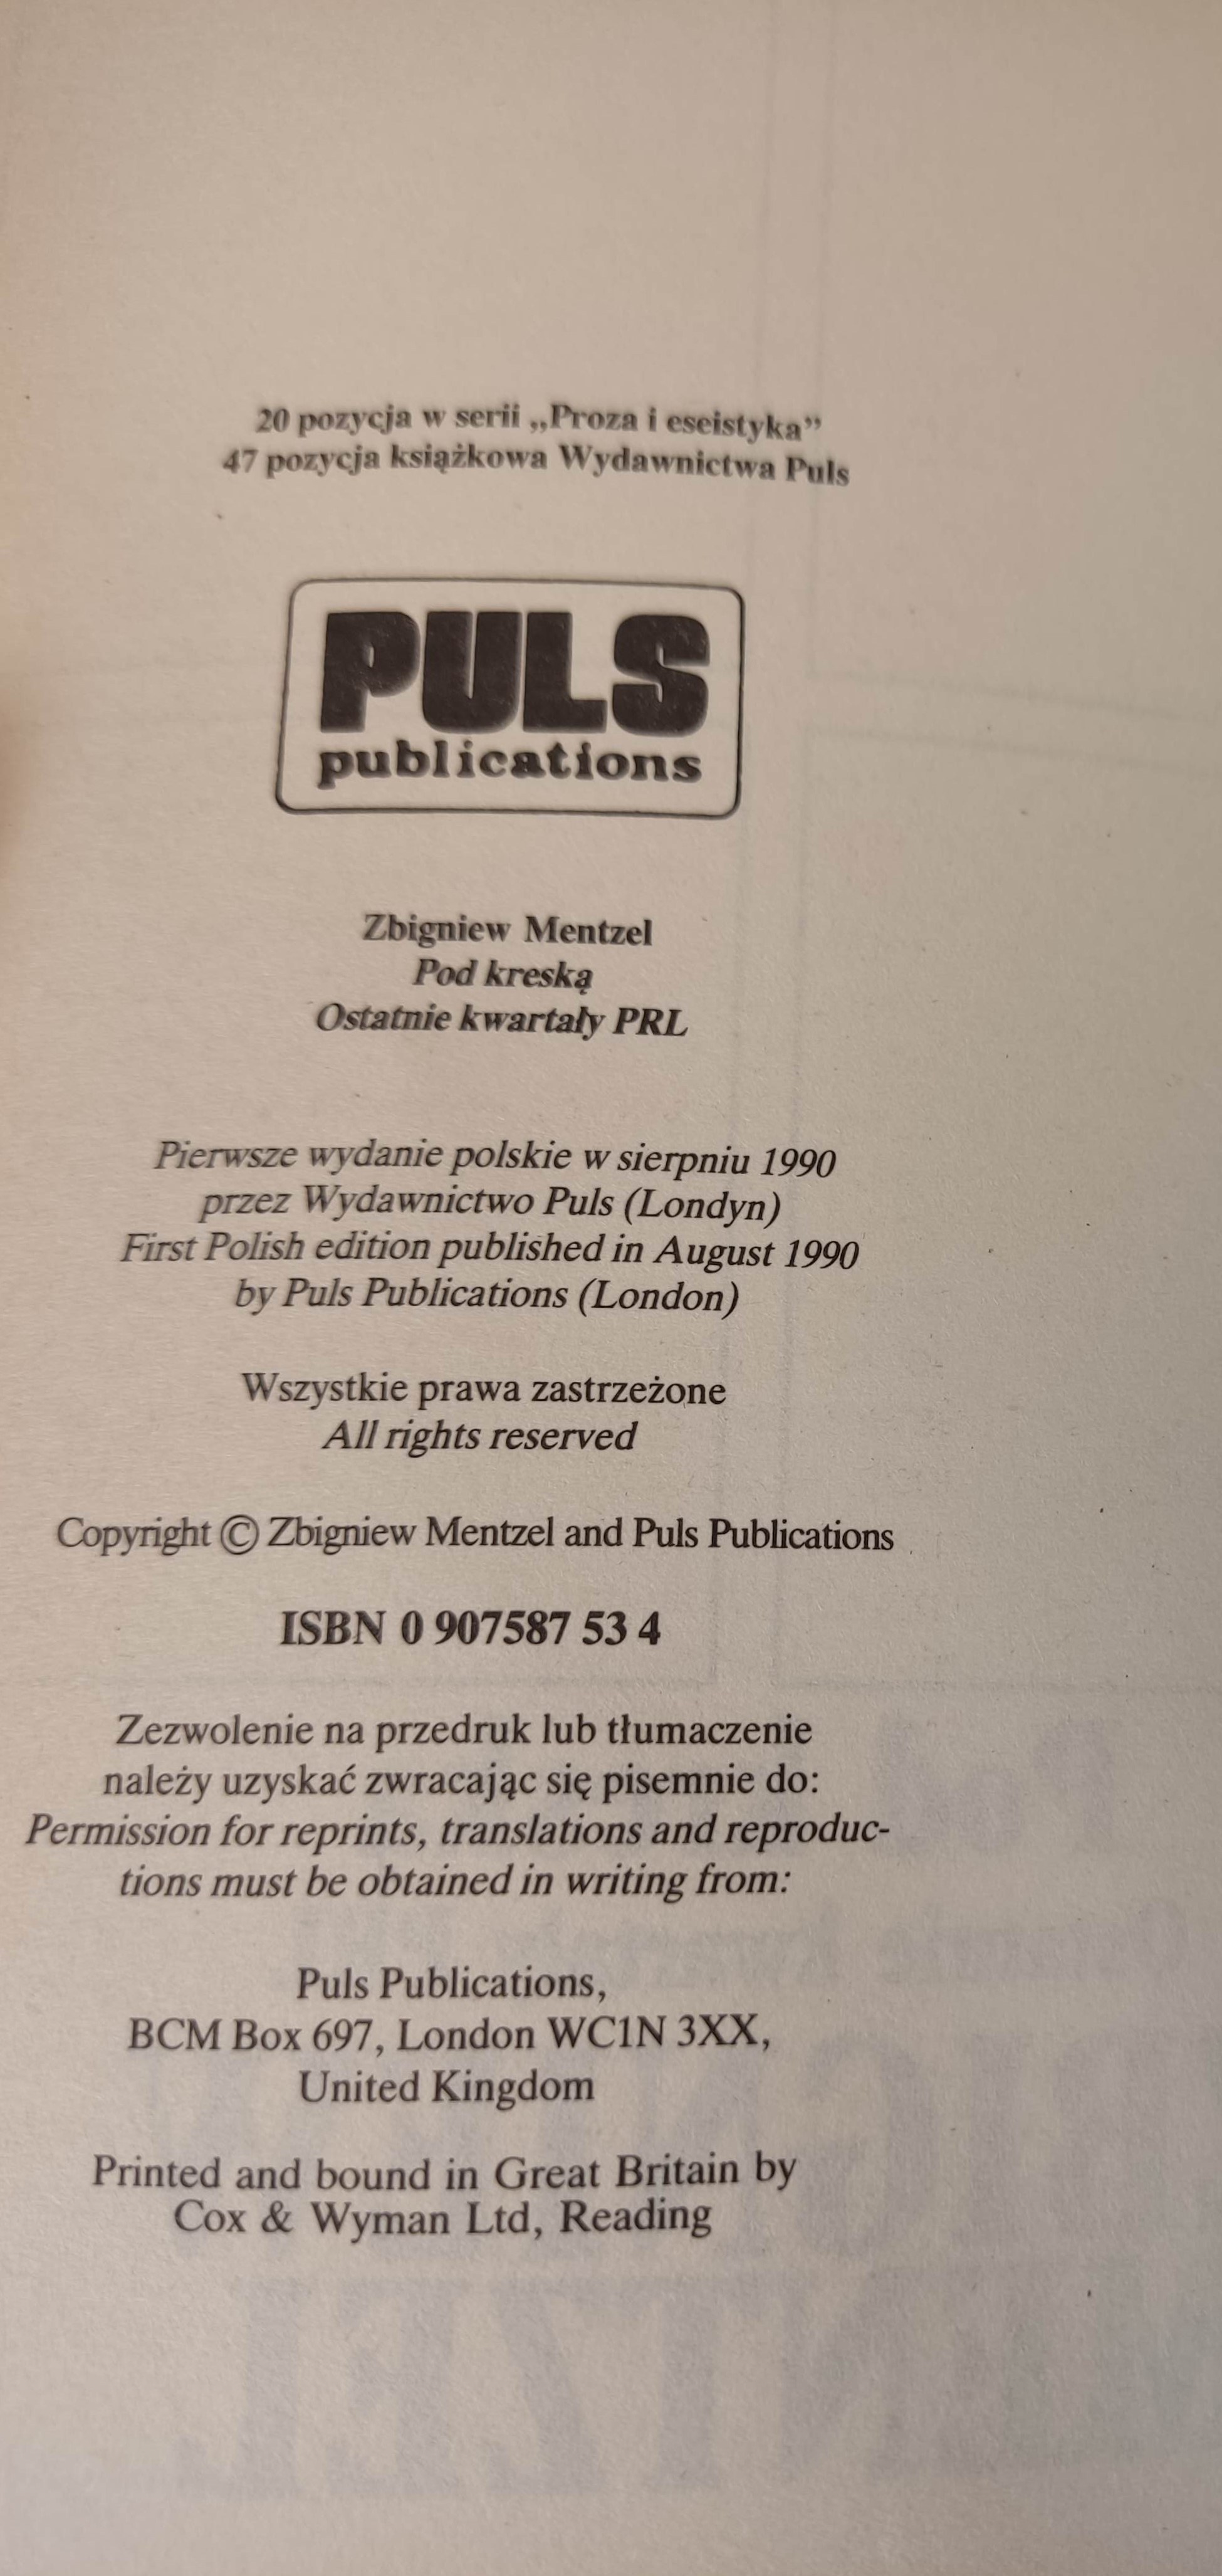 20 pozycja w serii „Proza i eseistyka”
47 pozycja książkowa Wydawnictwa Puls
PULS
publications
Zbigniew Mentzel
Pod kreską
Ostatnie kwartały PRL
Pierwsze wydanie polskie w sierpniu 1990
przez Wydawnictwo Puls (Londyn)
First Polish edition published in August 1990
by Puls Publications (London)
Wszystkie prawa zastrzeżone
All rights reserved
Copyright © Zbigniew Mentzel and Puls Publications
ISBN 0 907587 53 4
Zezwolenie na przedruk lub tłumaczenie
należy uzyskać zwracając się pisemnie do:
Permission for reprints, translations and reproduc-
tions must be obtained in writing from:
Puls Publications,
BCM Box 697, London WC1N 3XX,
United Kingdom
Printed and bound in Great Britain by
Cox & Wyman Ltd, Reading